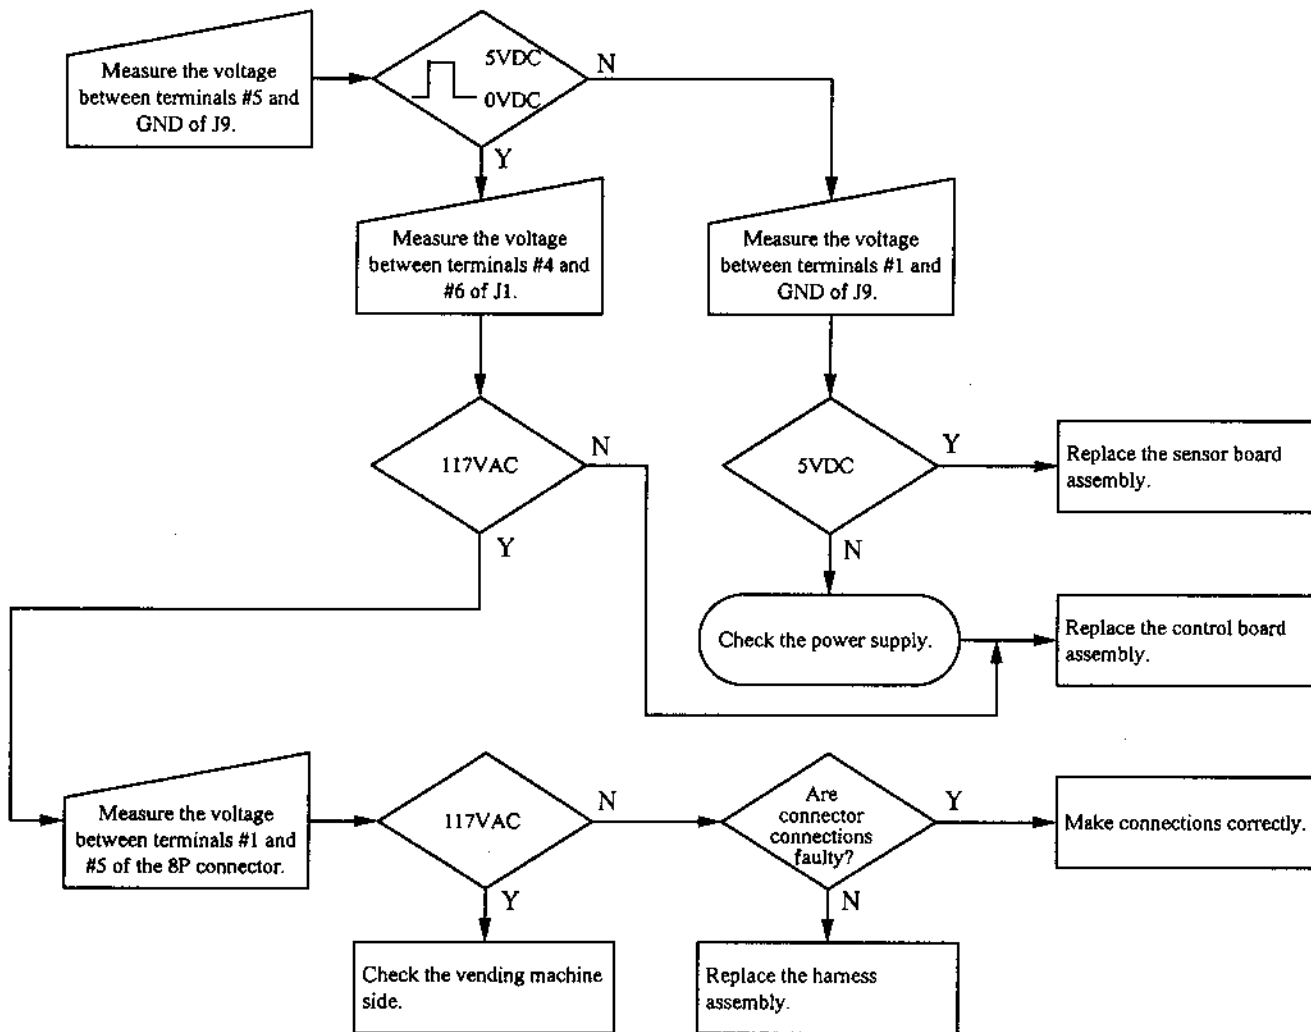 Measure the voltage
between terminals #5 and
GND of J9.
5VDC
0VDC
N
Y
Measure the voltage
between terminals #4 and
#6 of J1.
Measure the voltage
between terminals #1 and
GND of J9.
117VAC
N
Y
5VDC
Y
N
Replace the sensor board
assembly.
Check the power supply.
Replace the control board
assembly.
Measure the voltage
between terminals #1 and
#5 of the 8P connector.
117VAC
N
Y
Are
connector
connections
faulty?
Y
N
Make connections correctly.
Check the vending machine
side.
Replace the harness
assembly.